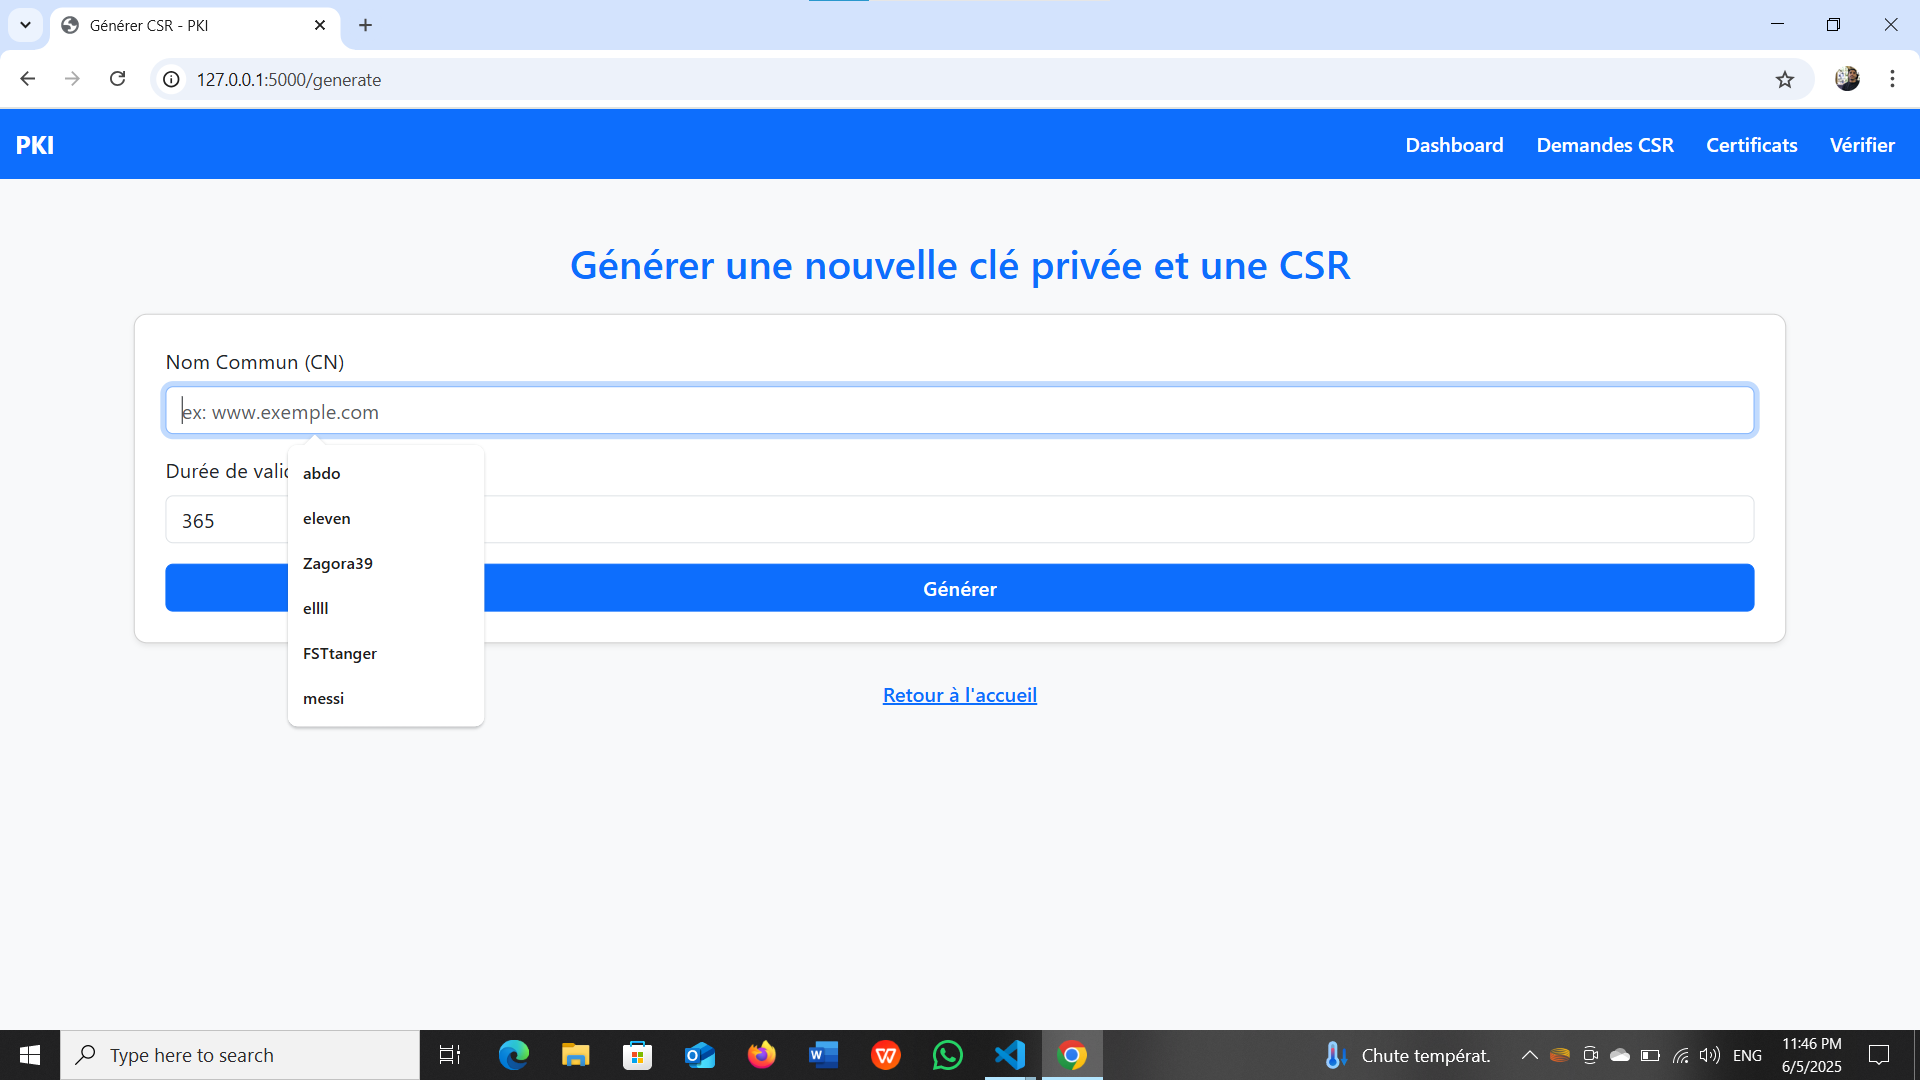 Générer CSR - PKI
127.0.0.1:5000/generate
PKI
Dashboard
Demandes CSR
Certificats
Vérifier
Générer une nouvelle clé privée et une CSR
Nom Commun (CN)
ex: www.exemple.com
Durée de
365
abdo
eleven
Zagora39
ellll
FSTtanger
messi
Générer
Retour à l'accueil
Type here to search
Chute températ.
ENG
11:46 PM
6/5/2025